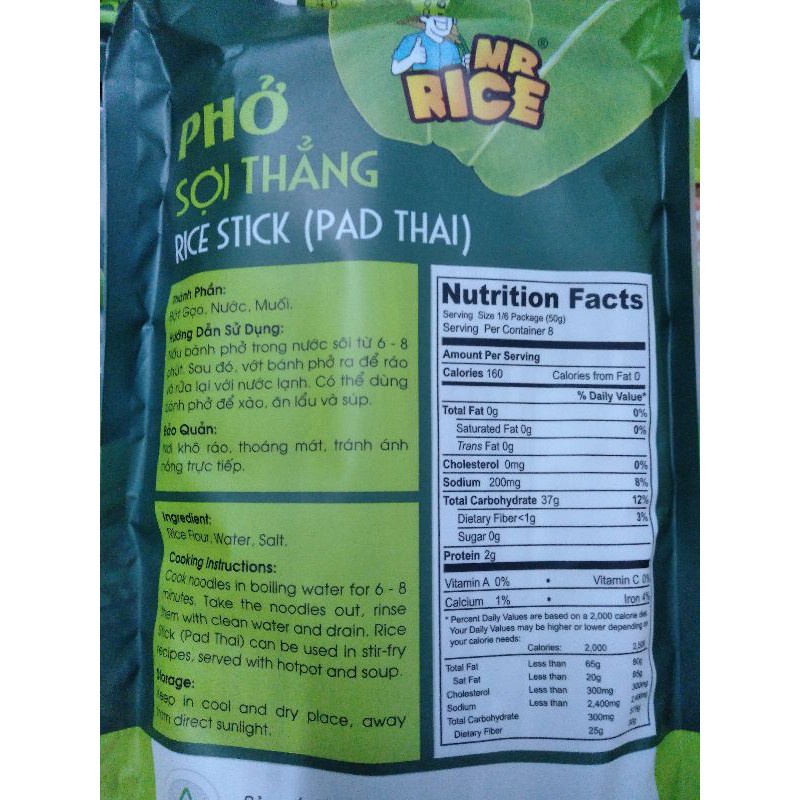 MR
RICE
®
PHỞ
SỢI THẲNG
RICE STICK (PAD THAI)
Thành Phần:
Bột Gạo, Nước, Muối.
Hướng Dẫn Sử Dụng:
Nấu bánh phở trong nước sôi từ 6 - 8
phút. Sau đó, vớt bánh phở ra để ráo
và rửa lại với nước lạnh. Có thể dùng
bánh phở để xào, ăn lẩu và súp.
Bảo Quản:
Nơi khô ráo, thoáng mát, tránh ánh
nắng trực tiếp.
Ingredient:
Rice Flour, Water, Salt.
Cooking Instructions:
Cook noodles in boiling water for 6 - 8
minutes. Take the noodles out, rinse
them with clean water and drain. Rice
Stick (Pad Thai) can be used in stir-fry
recipes, served with hotpot and soup.
Storage:
Keep in cool and dry place, away
from direct sunlight.
Nutrition Facts
Serving Size 1/6 Package (50g)
Serving Per Container 8
Amount Per Serving
Calories 160 Calories from Fat 0
% Daily Value*
Total Fat 0g 0%
Saturated Fat 0g 0%
Trans Fat 0g
Cholesterol 0mg 0%
Sodium 200mg 8%
Total Carbohydrate 37g 12%
Dietary Fiber<1g 3%
Sugar 0g
Protein 2g
Vitamin A 0% • Vitamin C 0%
Calcium 1% • Iron 4%
* Percent Daily Values are based on a 2,000 calorie diet.
Your Daily Values may be higher or lower depending on
your calorie needs:
Calories: 2,000 2,500
Total Fat Less than 65g 80g
Sat Fat Less than 20g
Cholesterol Less than 300mg 300mg
Sodium Less than 2,400mg 2,400mg
Total Carbohydrate 300mg
Dietary Fiber 25g